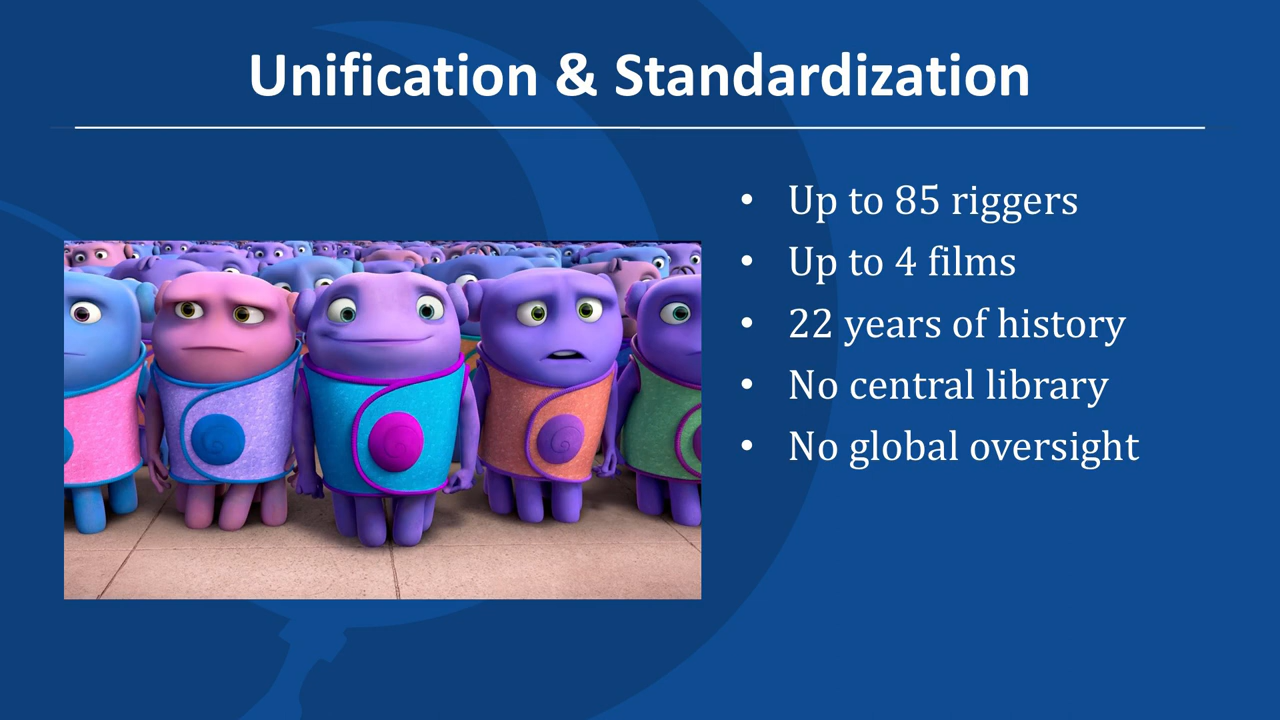 Unification & Standardization
• Up to 85 riggers
• Up to 4 films
• 22 years of history
• No central library
• No global oversight